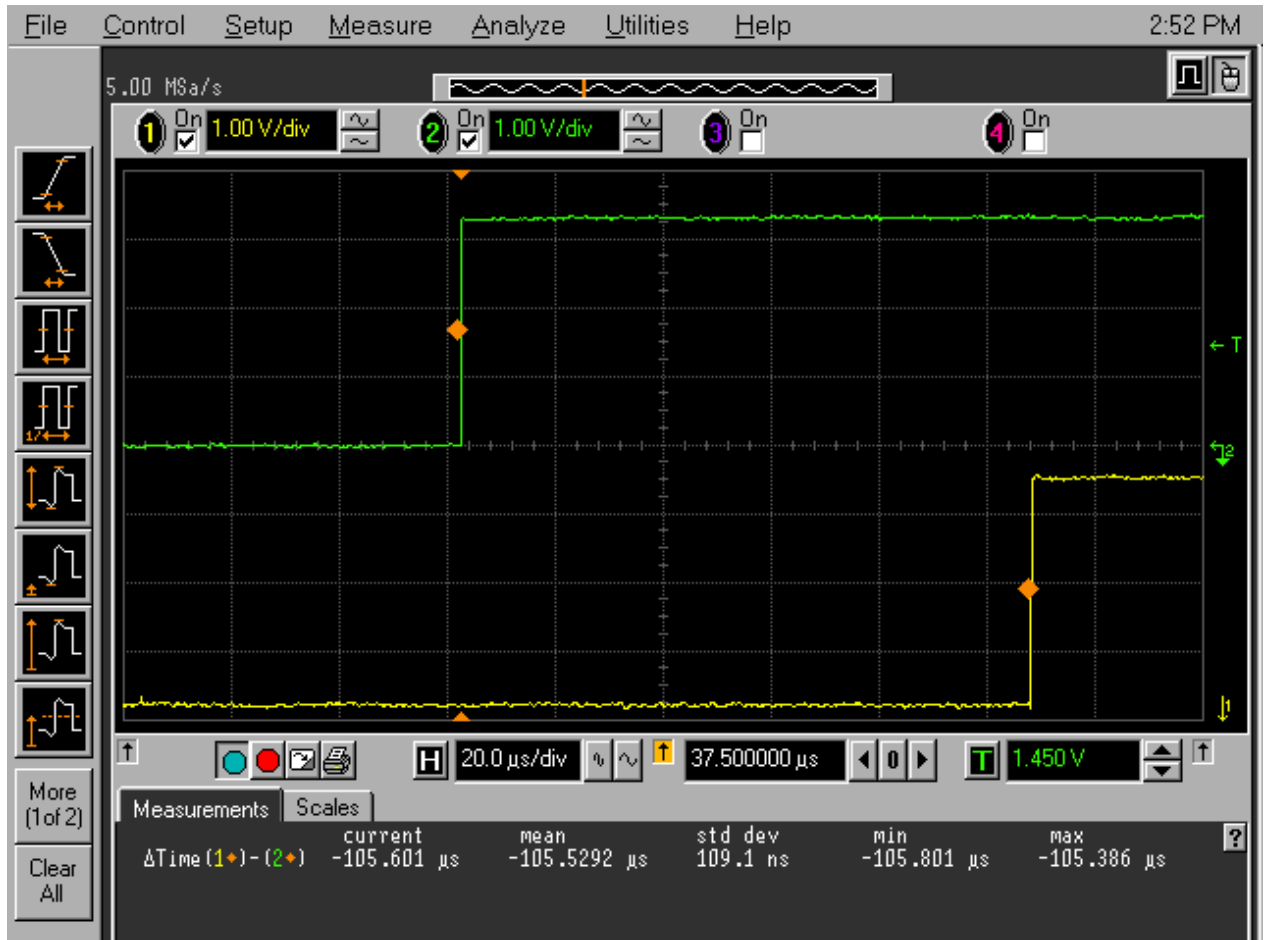 File Control Setup Measure Analyze Utilities Help 2:52 PM
5.00 MSa/s
1 On 1.00 V/div 2 On 1.00 V/div 3 On 4 On
T
2
1
1/
H 20.0 µs/div 37.500000 µs 0 T 1.450 V
More
(1of 2)
Clear
All
Measurements Scales
current mean std dev min max
ΔTime(1◆)-(2◆) -105.601 µs -105.5292 µs 109.1 ns -105.801 µs -105.386 µs
?